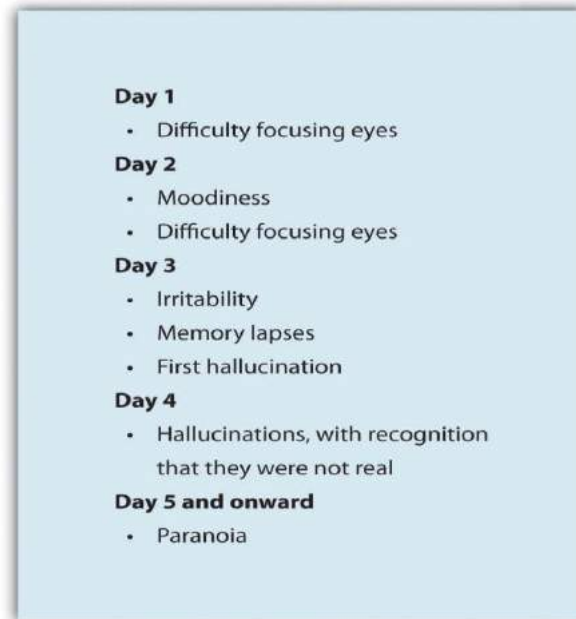 Day 1
• Difficulty focusing eyes
Day 2
• Moodiness
• Difficulty focusing eyes
Day 3
• Irritability
• Memory lapses
• First hallucination
Day 4
• Hallucinations, with recognition
that they were not real
Day 5 and onward
• Paranoia